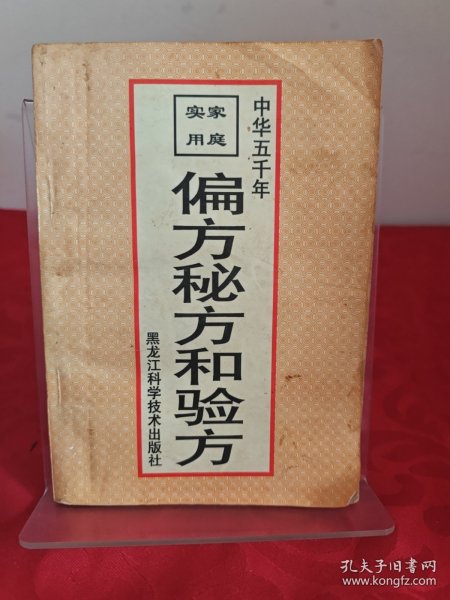 中华五千年
家庭
实用
偏方秘方和验方
黑龙江科学技术出版社
孔夫子旧书网
www.kongfz.com